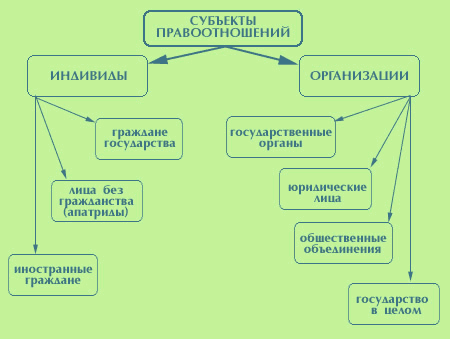 СУБЪЕКТЫ
ПРАВООТНОШЕНИЙ
ИНДИВИДЫ
ОРГАНИЗАЦИИ
граждане
государства
лица без
гражданства
(апатриды)
иностранные
граждане
государственные
органы
юридические
лица
общественные
объединения
государство
в целом